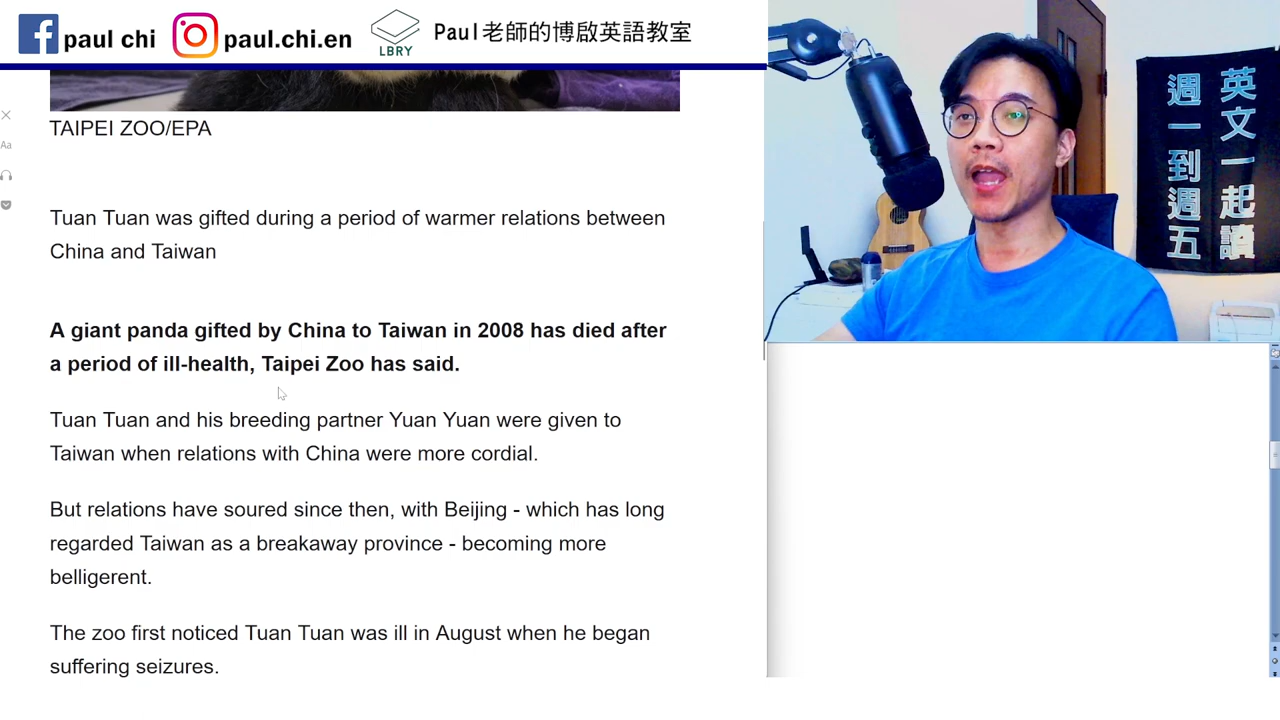 paul chi
paul.chi.en
LBRY
Paul老師的博啟英語教室
TAIPEI ZOO/EPA
Aa
Tuan Tuan was gifted during a period of warmer relations between
China and Taiwan
A giant panda gifted by China to Taiwan in 2008 has died after
a period of ill-health, Taipei Zoo has said.
Tuan Tuan and his breeding partner Yuan Yuan were given to
Taiwan when relations with China were more cordial.
But relations have soured since then, with Beijing - which has long
regarded Taiwan as a breakaway province - becoming more
belligerent.
The zoo first noticed Tuan Tuan was ill in August when he began
suffering seizures.
英文一起讀
週一到週五